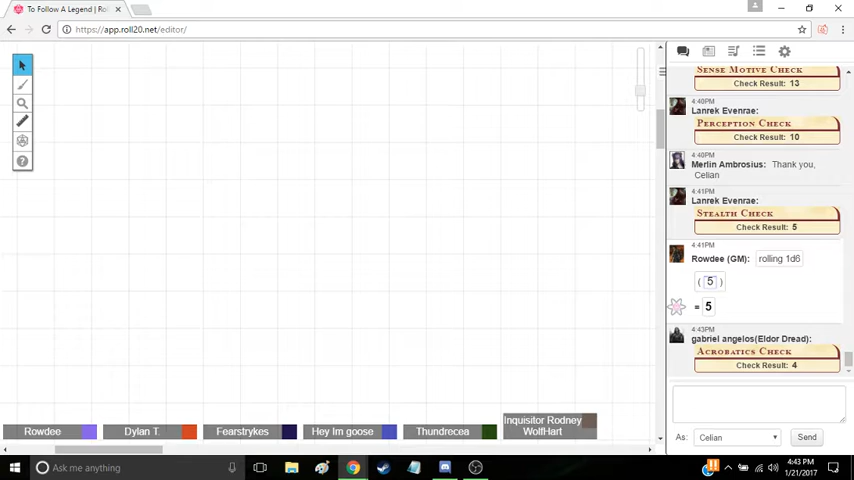 To Follow A Legend | Rol
https://app.roll20.net/editor/
SENSE MOTIVE CHECK
Check Result: 13
4:40PM
Lanrek Evenrae:
PERCEPTION CHECK
Check Result: 10
4:40PM
Merlin Ambrosius: Thank you,
Celian
4:41PM
Lanrek Evenrae:
STEALTH CHECK
Check Result: 5
4:41PM
Rowdee (GM): rolling 1d6
( 5 )
= 5
4:43PM
gabriel angelos(Eldor Dread):
ACROBATICS CHECK
Check Result: 4
Rowdee
Dylan T.
Fearstrykes
Hey Im goose
Thundrecea
Inquisitor Rodney
WolfHart
As: Celian
Send
Ask me anything
4:43 PM
1/21/2017